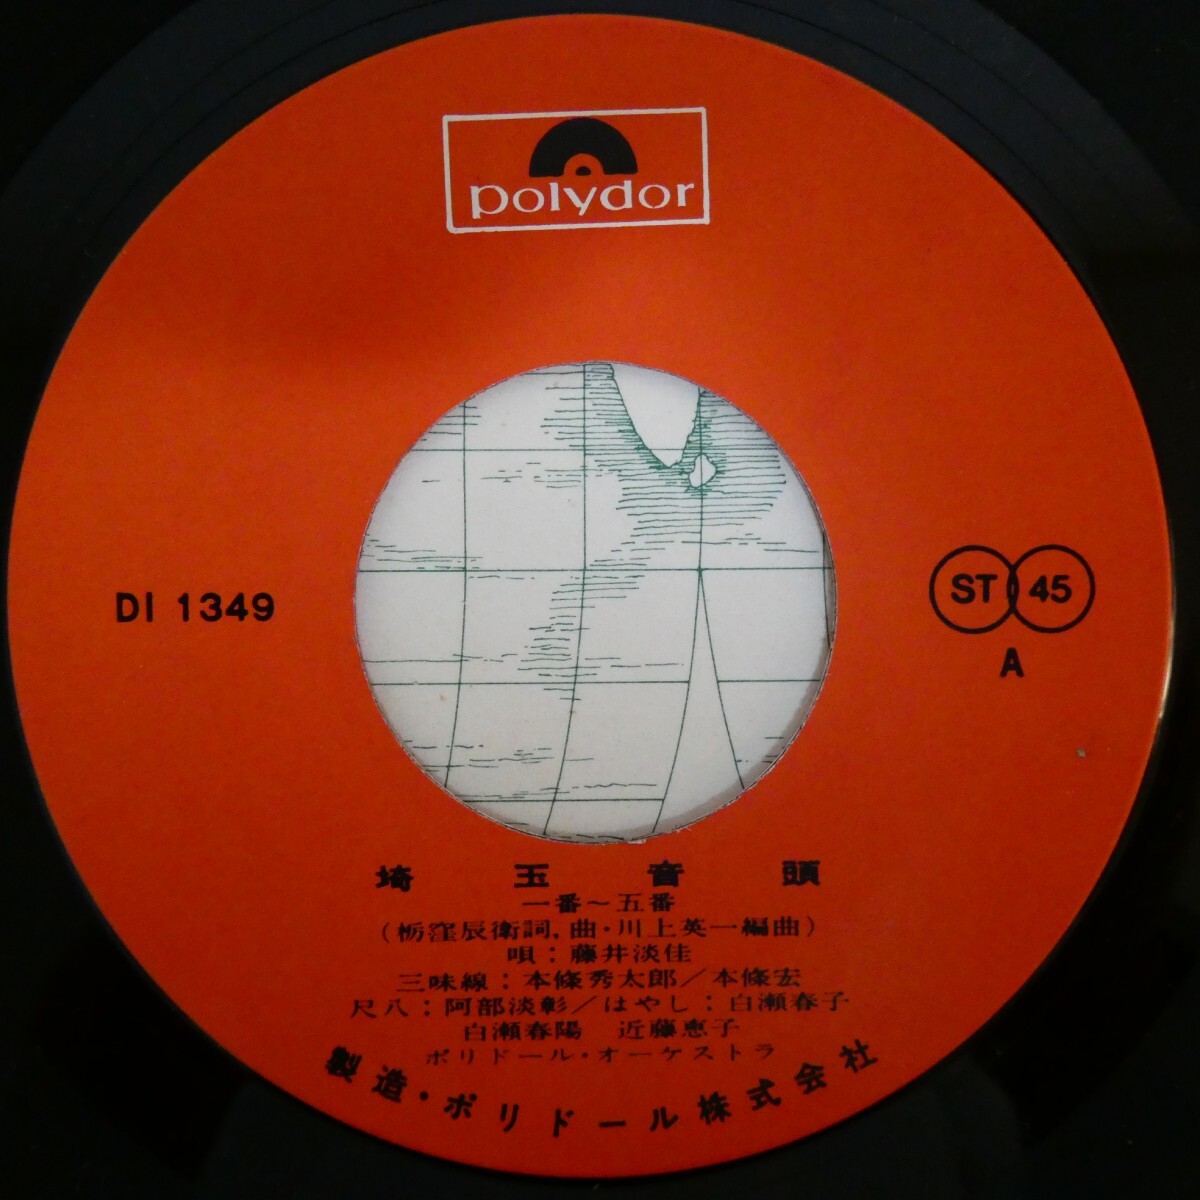 polydor
DI 1349
ST 45
A
埼玉音頭
一番～五番
(栃窪辰衛詞,曲・川上英一編曲)
唄：藤井淡佳
三味線：本條秀太郎／本條宏
尺八：阿部淡彰／はやし：白瀬春子
白瀬春陽 近藤恵子
ポリドール・オーケストラ
製造・ポリドール株式会社